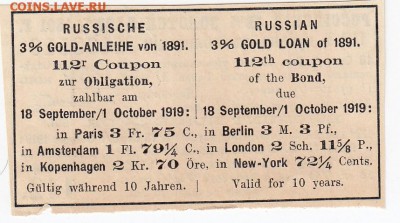 COINS.LAVE.RU
RUSSISCHE
3% GOLD-ANLEIHE von 1891.
112r Coupon
zur Obligation,
zahlbar am
18 September/1 October 1919:
in Paris 3 Fr. 75 C.,
in Amsterdam 1 Fl. 79¼ C.,
in Kopenhagen 2 Kr. 70 Öre.
Gültig während 10 Jahren.
RUSSIAN
3% GOLD LOAN of 1891.
112th coupon
of the Bond,
due
18 September/1 October 1919:
in Berlin 3 M. 3 Pf.,
in London 2 Sch. 11⅝ P.,
in New-York 72¼ Cents.
Valid for 10 years.